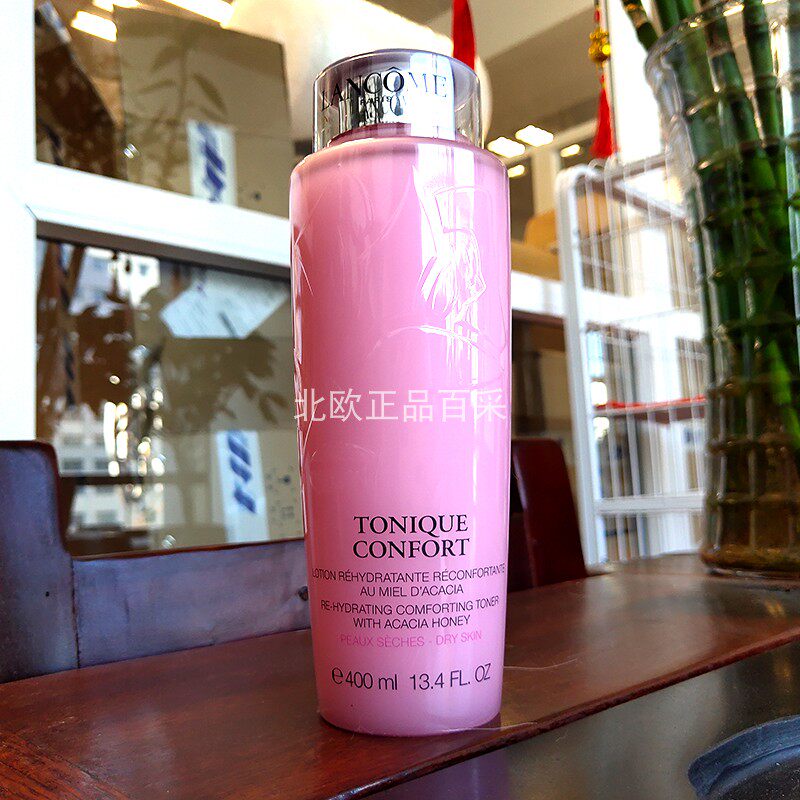 LANCÔME
PARIS
北欧正品百采
TONIQUE
CONFORT
LOTION RÉHYDRATANTE RÉCONFORTANTE
AU MIEL D'ACACIA
RE-HYDRATING COMFORTING TONER
WITH ACACIA HONEY
PEAUX SÈCHES - DRY SKIN
℮400 ml 13.4 FL. OZ